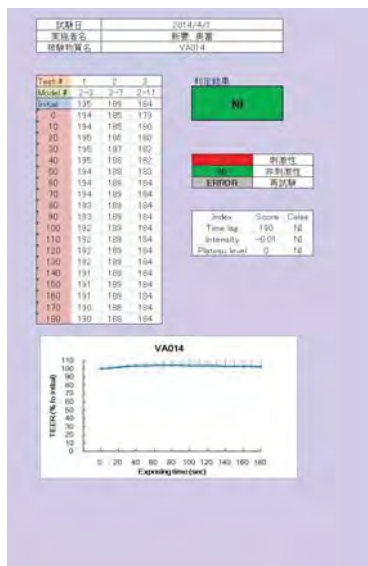 試験日 2014/4/1
実施者名
被験物質名 VA014
Test # 1 2 3
Model # 2-3 2-7 2-11
Initial 195 189 184
0 194 185 179
10 194 185 180
20 195 186 180
30 195 187 182
40 195 188 182
50 194 189 183
60 194 189 184
70 194 189 184
80 193 189 184
90 193 189 184
100 192 189 184
110 192 189 184
120 192 189 184
130 192 189 184
140 191 189 184
150 191 189 184
160 191 189 184
170 190 188 184
180 190 188 184
判定結果
NI
刺激性
NI 非刺激性
ERROR 再試験
Index Score Categ
Time lag 190 NI
Intensity -0.01 NI
Plateau level 0 NI
VA014
TEER (% to initial)
110
100
90
80
70
60
50
40
30
20
10
0
0 20 40 60 80 100 120 140 160 180
Exposing time (sec)